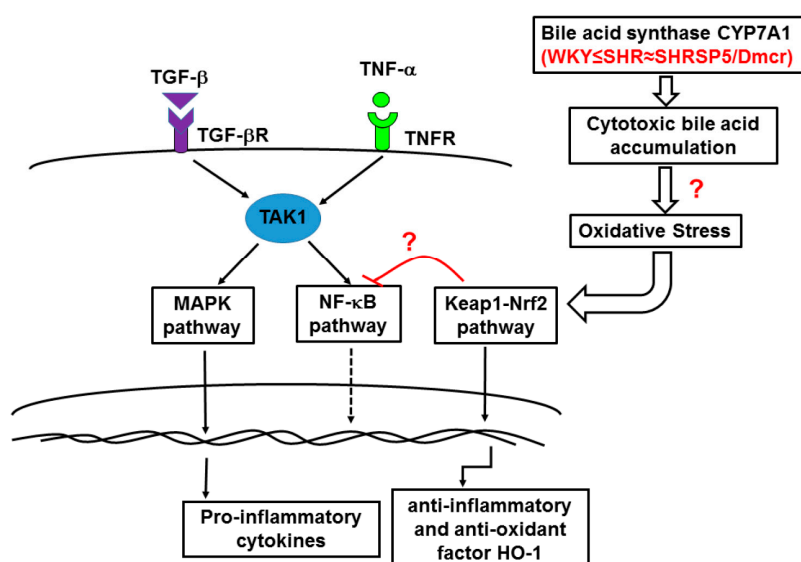 Bile acid synthase CYP7A1
(WKY≤SHR≈SHRSP5/Dmcr)
TGF-β
TNF-α
TGF-βR
TNFR
Cytotoxic bile acid
accumulation
?
TAK1
Oxidative Stress
?
MAPK
pathway
NF-κB
pathway
Keap1-Nrf2
pathway
Pro-inflammatory
cytokines
anti-inflammatory
and anti-oxidant
factor HO-1